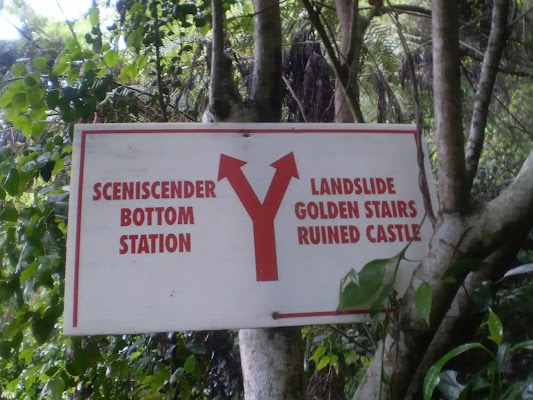 SCENISCENDER
BOTTOM
STATION
LANDSLIDE
GOLDEN STAIRS
RUINED CASTLE